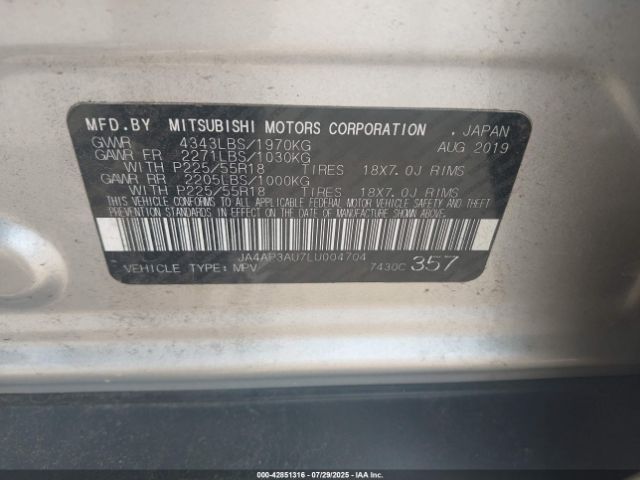 MFD.BY MITSUBISHI MOTORS CORPORATION , JAPAN
GVWR 4343LBS/1970KG AUG 2019
GAWR FR 2271LBS/1030KG
WITH P225/55R18 TIRES 18X7.0J RIMS
GAWR RR 2205LBS/1000KG
WITH P225/55R18 TIRES 18X7.0J RIMS
THIS VEHICLE CONFORMS TO ALL APPLICABLE FEDERAL MOTOR VEHICLE SAFETY AND THEFT
PREVENTION STANDARDS IN EFFECT ON THE DATE OF MANUFACTURE SHOWN ABOVE.
JA4AP3AU7LU004704
VEHICLE TYPE: MPV 7430C 357
000-42851316 - 07/29/2025 - IAAI.COM